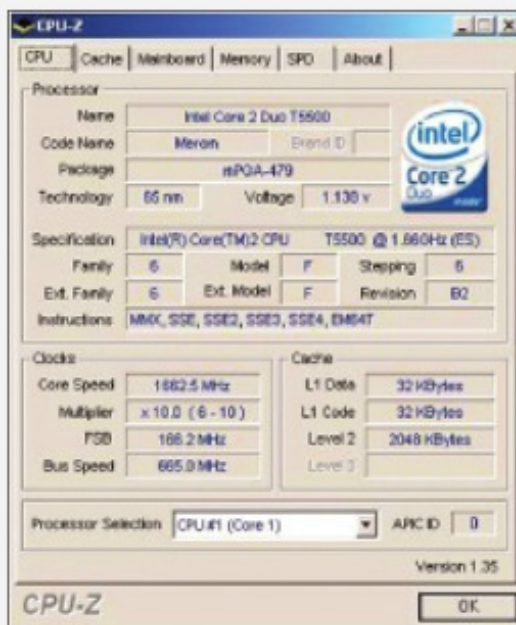 CPU-Z
CPU Cache Mainboard Memory SPD About
Processor
Name Intel Core 2 Duo T5500
Code Name Merom Brand ID
Package mPGA-479
Technology 65 nm Voltage 1.138 v
intel
Core 2
Duo
inside
Specification Intel(R) Core(TM)2 CPU T5500 @ 1.66GHz (ES)
Family 6 Model F Stepping 6
Ext. Family 6 Ext. Model F Revision B2
Instructions MMX, SSE, SSE2, SSE3, SSE4, EM64T
Clocks
Core Speed 1662.5 MHz
Multiplier x 10.0 ( 6 - 10 )
FSB 166.2 MHz
Bus Speed 665.0 MHz
Cache
L1 Data 32 KBytes
L1 Code 32 KBytes
Level 2 2048 KBytes
Level 3
Processor Selection CPU#1 (Core 1) APIC ID 0
Version 1.35
CPU-Z OK